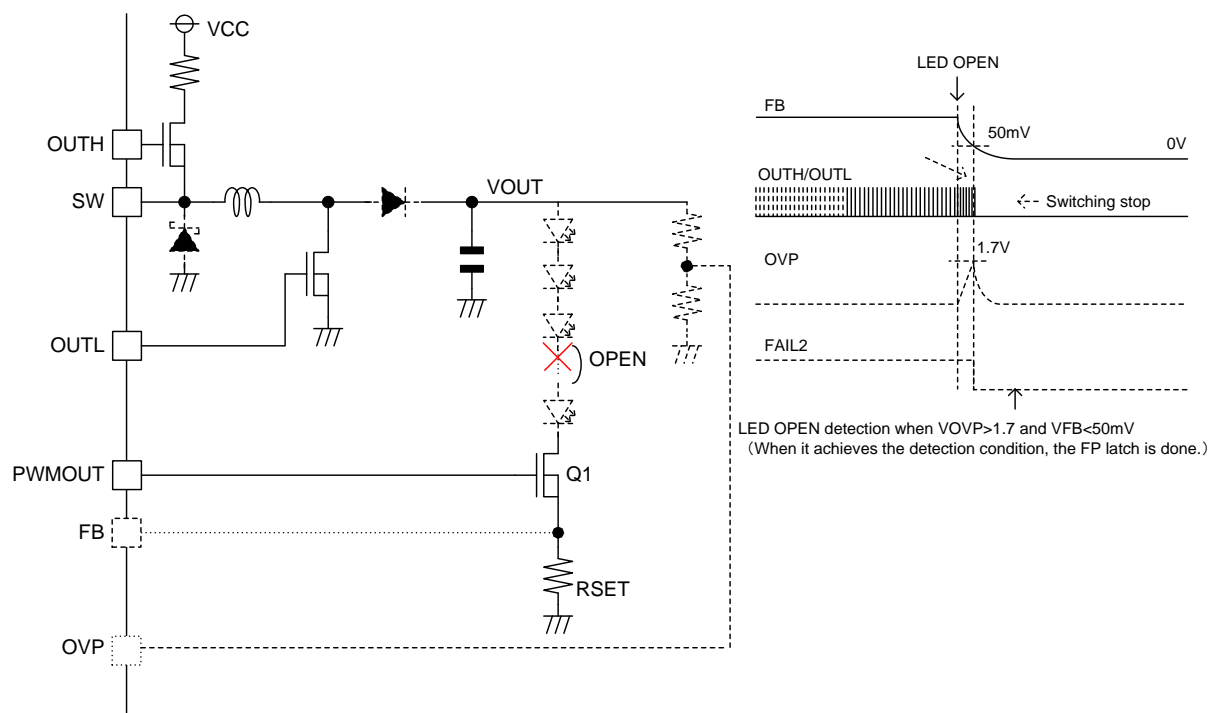 VCC
OUTH
SW
VOUT
OUTL
OPEN
PWMOUT
Q1
FB
RSET
OVP
LED OPEN
FB
50mV
0V
OUTH/OUTL
Switching stop
1.7V
OVP
FAIL2
LED OPEN detection when VOVP>1.7 and VFB<50mV
（When it achieves the detection condition, the FP latch is done.）